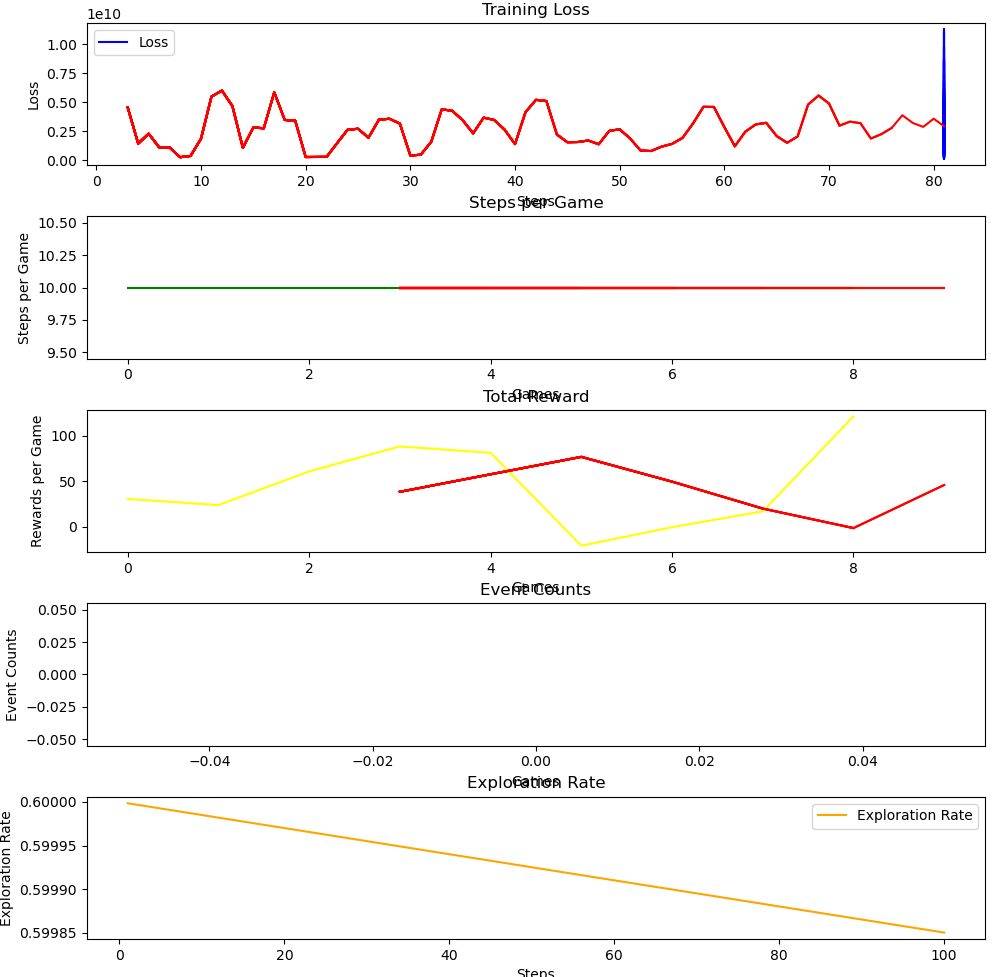 Training Loss
1e10
Loss
Loss
1.00
0.75
0.50
0.25
0.00
0 10 20 30 40 50 60 70 80
Steps
Steps per Game
Steps per Game
10.50
10.25
10.00
9.75
9.50
0 2 4 6 8
Games
Total Reward
Rewards per Game
100
50
0
0 2 4 6 8
Games
Event Counts
Event Counts
0.050
0.025
0.000
−0.025
−0.050
−0.04 −0.02 0.00 0.02 0.04
Games
Exploration Rate
Exploration Rate
Exploration Rate
0.60000
0.59995
0.59990
0.59985
0 20 40 60 80 100
Steps